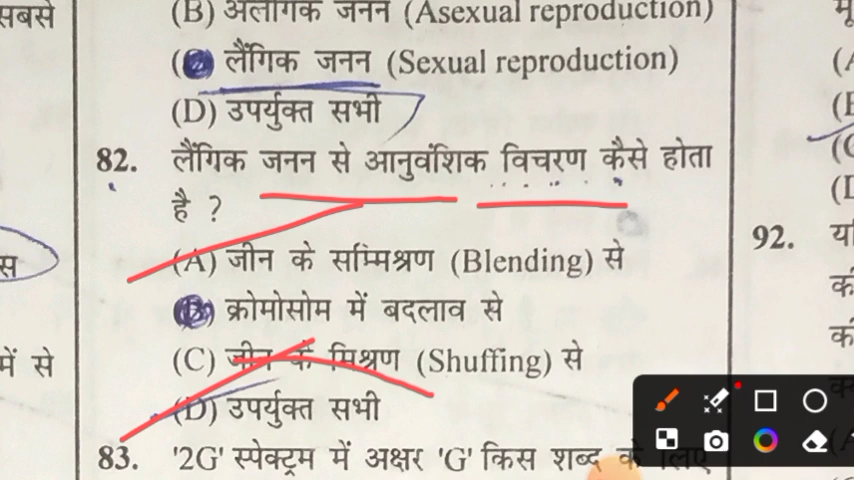 सबसे
(B) अलैंगिक जनन (Asexual reproduction)
लैंगिक जनन (Sexual reproduction)
(D) उपर्युक्त सभी
82. लैंगिक जनन से आनुवंशिक विचरण कैसे होता
है ?
(A) जीन के सम्मिश्रण (Blending) से
क्रोमोसोम में बदलाव से
में से
(C) जीन के मिश्रण (Shuffing) से
(D) उपर्युक्त सभी
83. '2G' स्पेक्ट्रम में अक्षर 'G' किस शब्द के लिए
92.